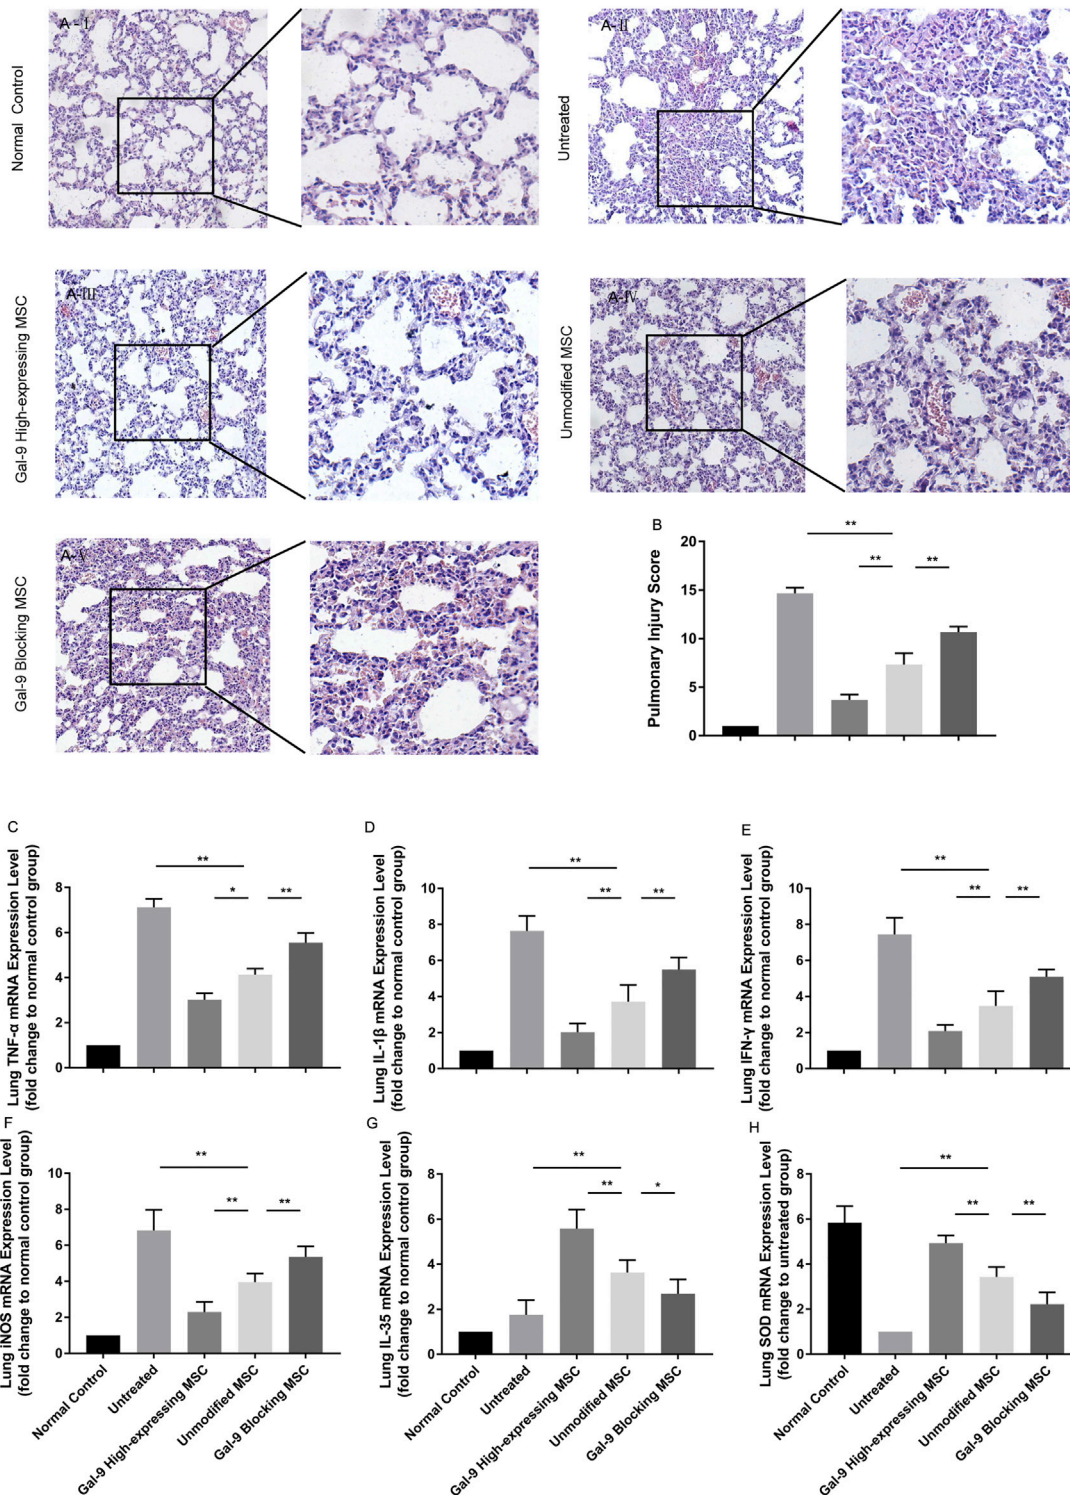 A - I
Normal Control
A-II
Untreated
A-III
Gal-9 High-expressing MSC
A-IV
Unmodified MSC
A-V
Gal-9 Blocking MSC
B
Pulmonary Injury Score
20
15
10
5
0
**
**
**
C
Lung TNF-α mRNA Expression Level
(fold change to normal control group)
8
6
4
2
0
**
*
**
D
Lung IL-1β mRNA Expression Level
(fold change to normal control group)
10
8
6
4
2
0
**
**
**
E
Lung IFN-γ mRNA Expression Level
(fold change to normal control group)
10
8
6
4
2
0
**
**
**
F
Lung iNOS mRNA Expression Level
(fold change to normal control group)
10
8
6
4
2
0
**
**
**
Normal Control
Untreated
Gal-9 High-expressing MSC
Unmodified MSC
Gal-9 Blocking MSC
G
Lung IL-35 mRNA Expression Level
(fold change to normal control group)
8
6
4
2
0
**
**
*
Normal Control
Untreated
Gal-9 High-expressing MSC
Unmodified MSC
Gal-9 Blocking MSC
H
Lung SOD mRNA Expression Level
(fold change to untreated group)
8
6
4
2
0
**
**
**
Normal Control
Untreated
Gal-9 High-expressing MSC
Unmodified MSC
Gal-9 Blocking MSC